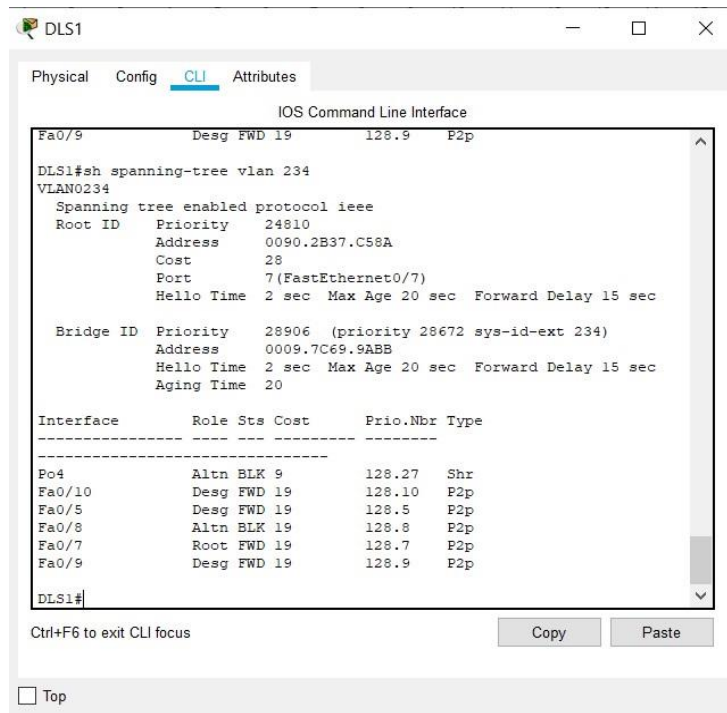 DLS1
Physical Config CLI Attributes
IOS Command Line Interface
Fa0/9 Desg FWD 19 128.9 P2p
DLS1#sh spanning-tree vlan 234
VLAN0234
Spanning tree enabled protocol ieee
Root ID Priority 24810
Address 0090.2B37.C58A
Cost 28
Port 7(FastEthernet0/7)
Hello Time 2 sec Max Age 20 sec Forward Delay 15 sec
Bridge ID Priority 28906 (priority 28672 sys-id-ext 234)
Address 0009.7C69.9ABB
Hello Time 2 sec Max Age 20 sec Forward Delay 15 sec
Aging Time 20
Interface Role Sts Cost Prio.Nbr Type
---------------- ---- --- --------- -------- --------------------------------
Po4 Altn BLK 9 128.27 Shr
Fa0/10 Desg FWD 19 128.10 P2p
Fa0/5 Desg FWD 19 128.5 P2p
Fa0/8 Altn BLK 19 128.8 P2p
Fa0/7 Root FWD 19 128.7 P2p
Fa0/9 Desg FWD 19 128.9 P2p
DLS1#
Ctrl+F6 to exit CLI focus
Copy Paste
Top